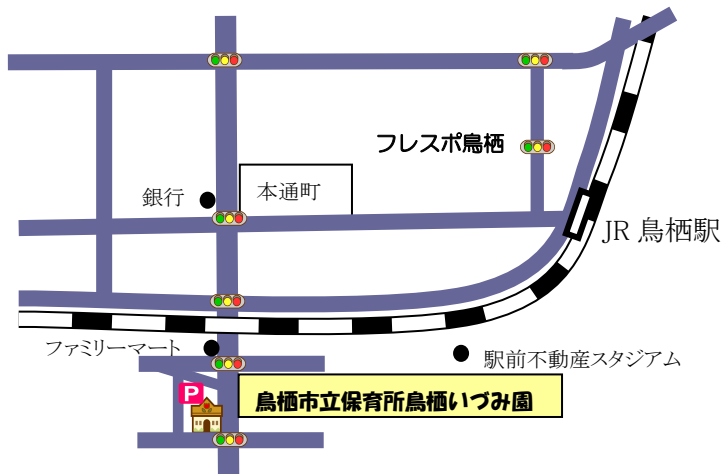 フレスポ鳥栖
銀行
本通町
JR 鳥栖駅
ファミリーマート
駅前不動産スタジアム
P
鳥栖市立保育所鳥栖いづみ園